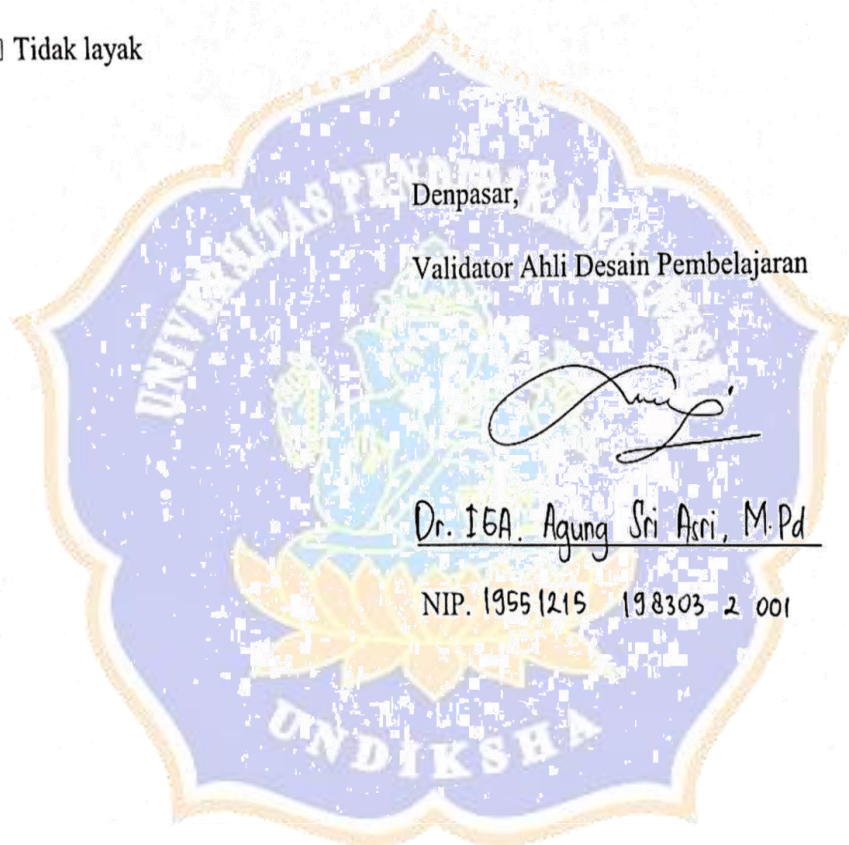 □ Tidak layak
Denpasar,
Validator Ahli Desain Pembelajaran
Dr. IGA. Agung Sri Asri, M.Pd
NIP. 19551215 198303 2 001
UNIVERSITAS PENDIDIKAN GANESHA
UNDIKSHA